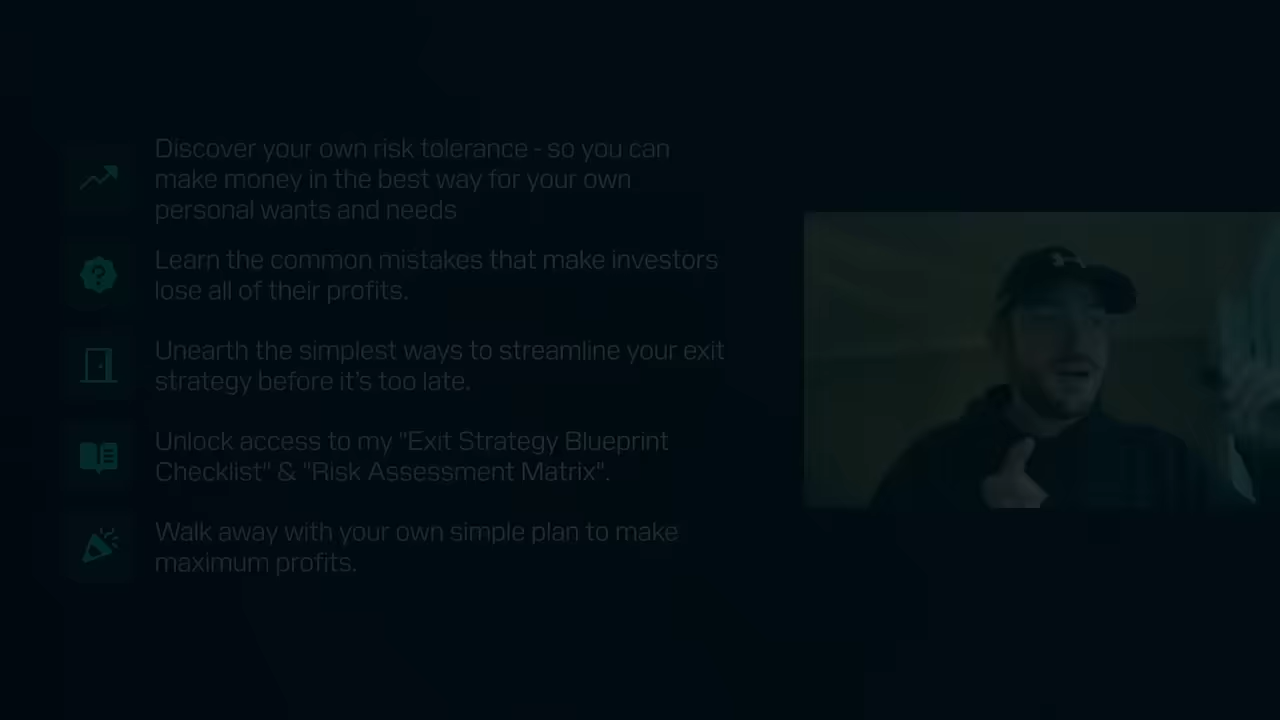 Discover your own risk tolerance - so you can
make money in the best way for your own
personal wants and needs
Learn the common mistakes that make investors
lose all of their profits.
Unearth the simplest ways to streamline your exit
strategy before it's too late.
Unlock access to my "Exit Strategy Blueprint
Checklist" & "Risk Assessment Matrix".
Walk away with your own simple plan to make
maximum profits.